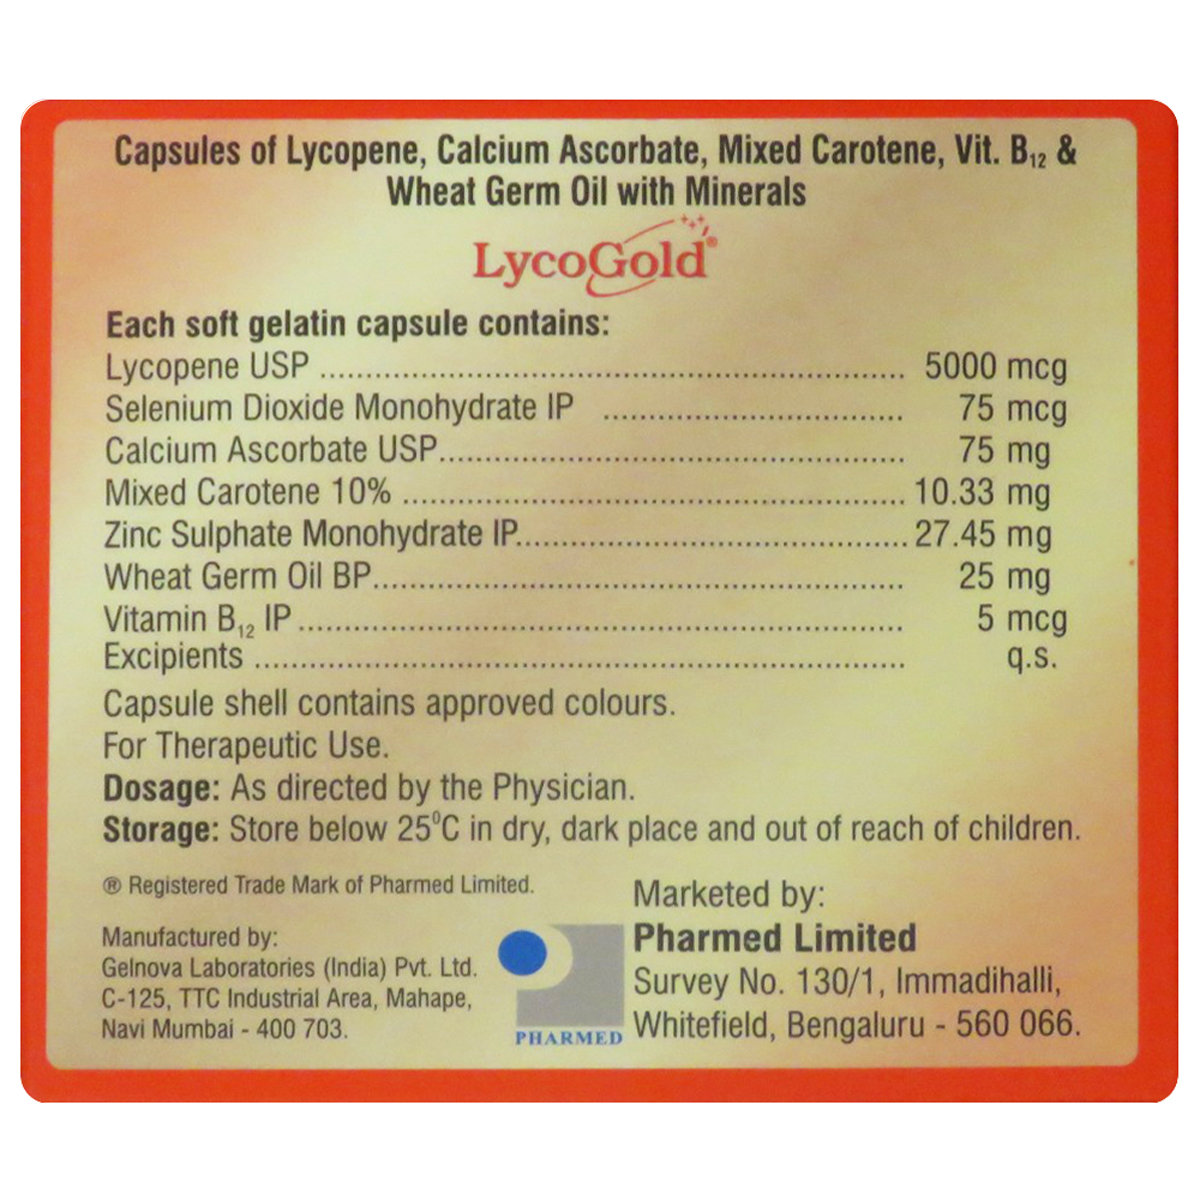 Capsules of Lycopene, Calcium Ascorbate, Mixed Carotene, Vit. B12 &
Wheat Germ Oil with Minerals
LycoGold®
Each soft gelatin capsule contains:
Lycopene USP ........................................................ 5000 mcg
Selenium Dioxide Monohydrate IP ................................ 75 mcg
Calcium Ascorbate USP.................................................. 75 mg
Mixed Carotene 10% ...................................................... 10.33 mg
Zinc Sulphate Monohydrate IP.......................................... 27.45 mg
Wheat Germ Oil BP......................................................... 25 mg
Vitamin B12 IP ................................................................. 5 mcg
Excipients ...................................................................... q.s.
Capsule shell contains approved colours.
For Therapeutic Use.
Dosage: As directed by the Physician.
Storage: Store below 25⁰C in dry, dark place and out of reach of children.
® Registered Trade Mark of Pharmed Limited.
Manufactured by:
Gelnova Laboratories (India) Pvt. Ltd.
C-125, TTC Industrial Area, Mahape,
Navi Mumbai - 400 703.
PHARMED
Marketed by:
Pharmed Limited
Survey No. 130/1, Immadihalli,
Whitefield, Bengaluru - 560 066.